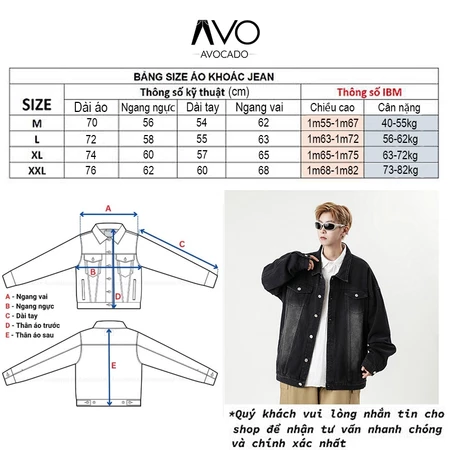 AVO
AVOCADO
BẢNG SIZE ÁO KHOÁC JEAN
SIZE Thông số kỹ thuật (cm) Thông số IBM
Dài áo Ngang ngực Dài tay Ngang vai Chiều cao Cân nặng
M 70 56 54 62 1m55-1m67 40-55kg
L 72 58 55 63 1m63-1m72 56-62kg
XL 74 60 57 65 1m65-1m75 63-72kg
XXL 76 62 60 68 1m68-1m82 73-82kg
A
C
B
D
A - Ngang vai
B - Ngang ngực
C - Dài tay
D - Thân áo trước
E - Thân áo sau
E
*Quý khách vui lòng nhắn tin cho
shop để nhận tư vấn nhanh chóng
và chính xác nhất